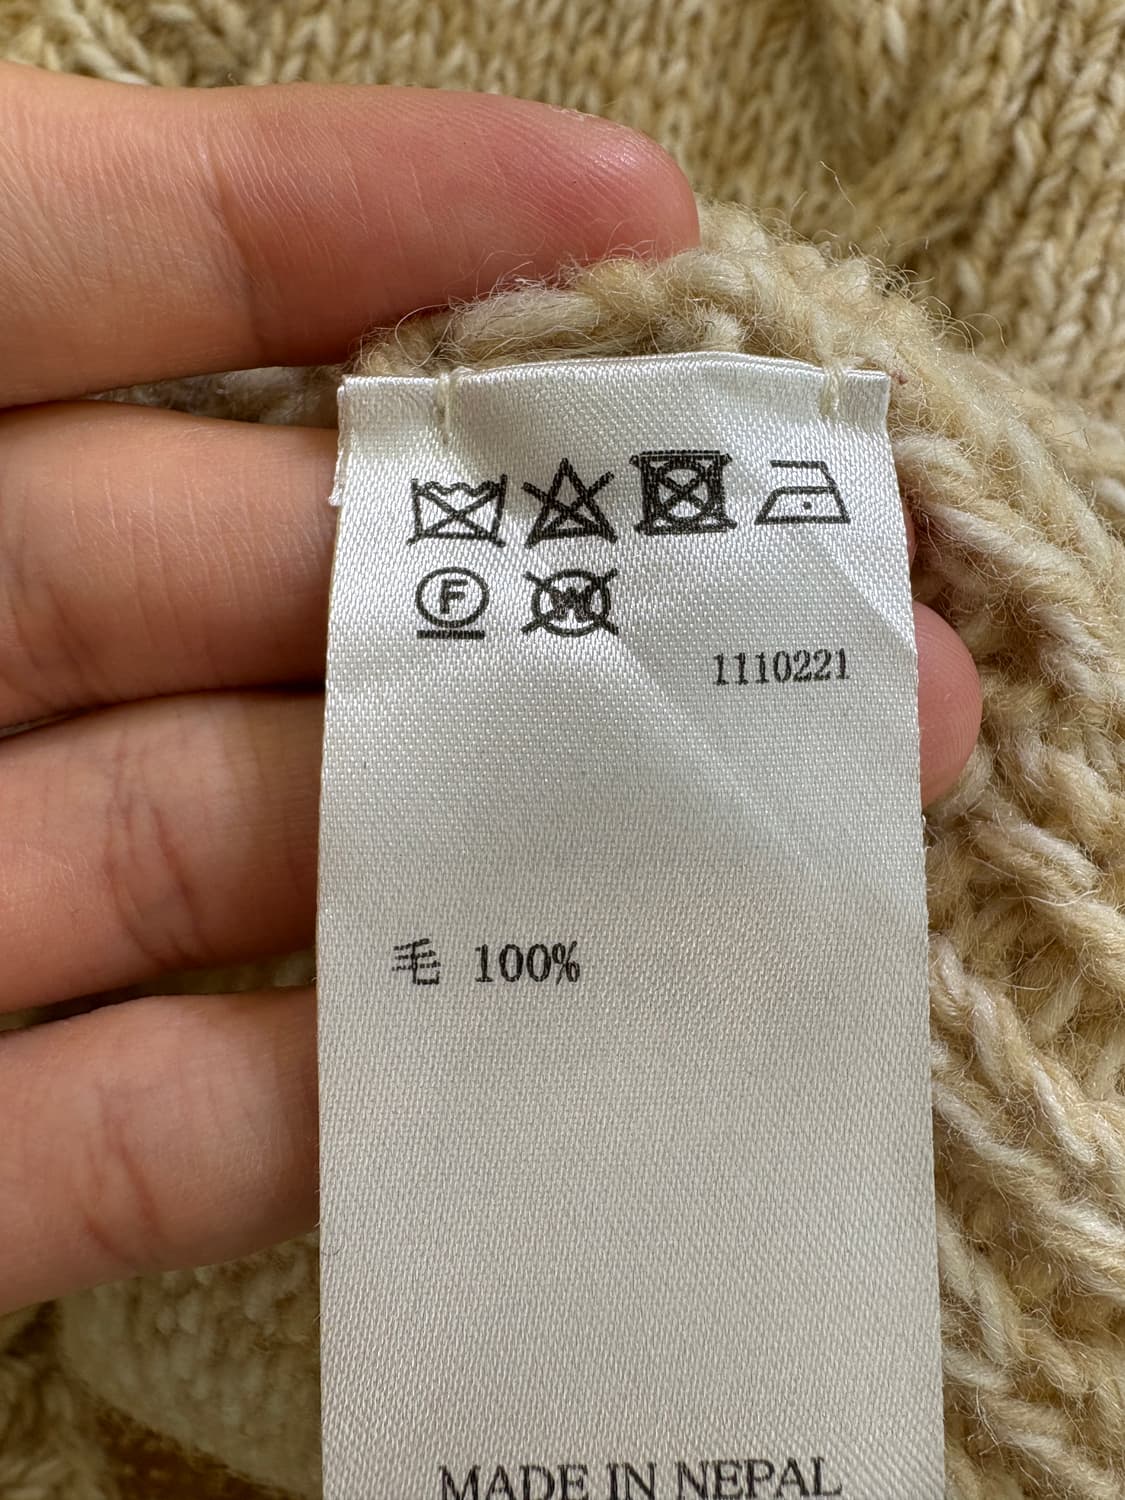 F
W
1110221
毛 100%
MADE IN NEPAL